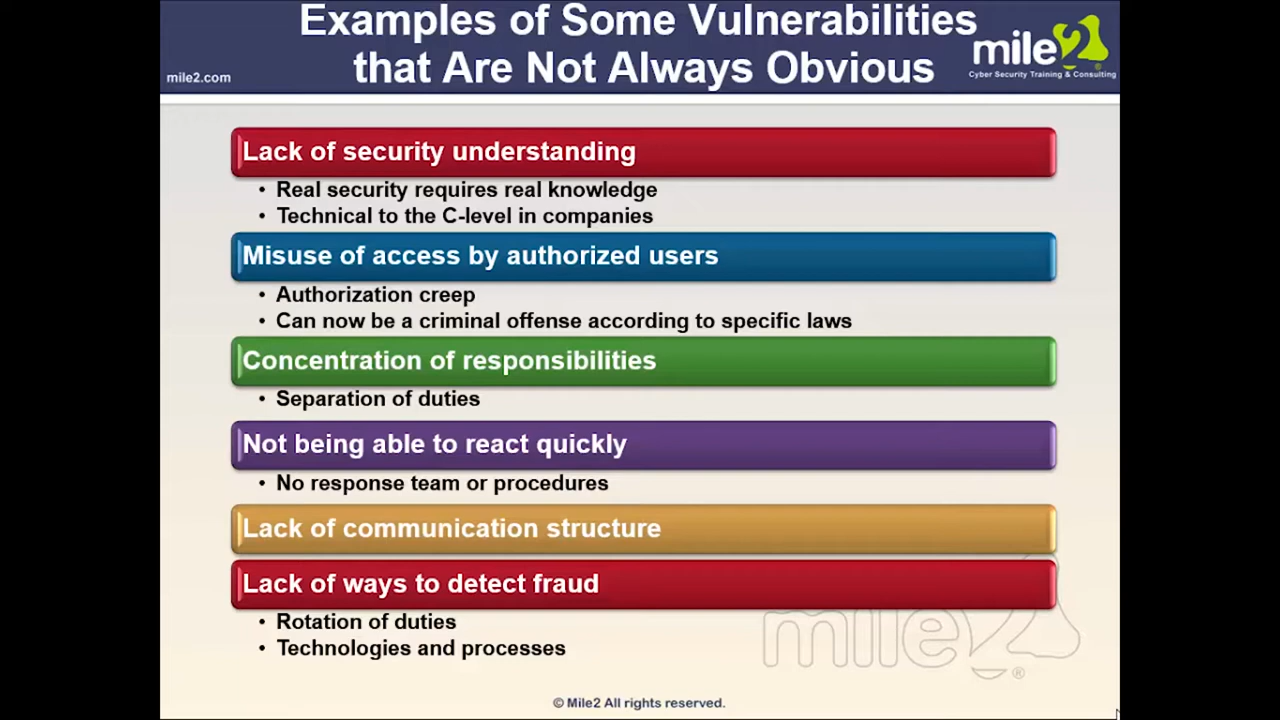 Examples of Some Vulnerabilities
that Are Not Always Obvious
mile2.com
mile2
Cyber Security Training & Consulting
Lack of security understanding
• Real security requires real knowledge
• Technical to the C-level in companies
Misuse of access by authorized users
• Authorization creep
• Can now be a criminal offense according to specific laws
Concentration of responsibilities
• Separation of duties
Not being able to react quickly
• No response team or procedures
Lack of communication structure
Lack of ways to detect fraud
• Rotation of duties
• Technologies and processes
mile2®
© Mile2 All rights reserved.